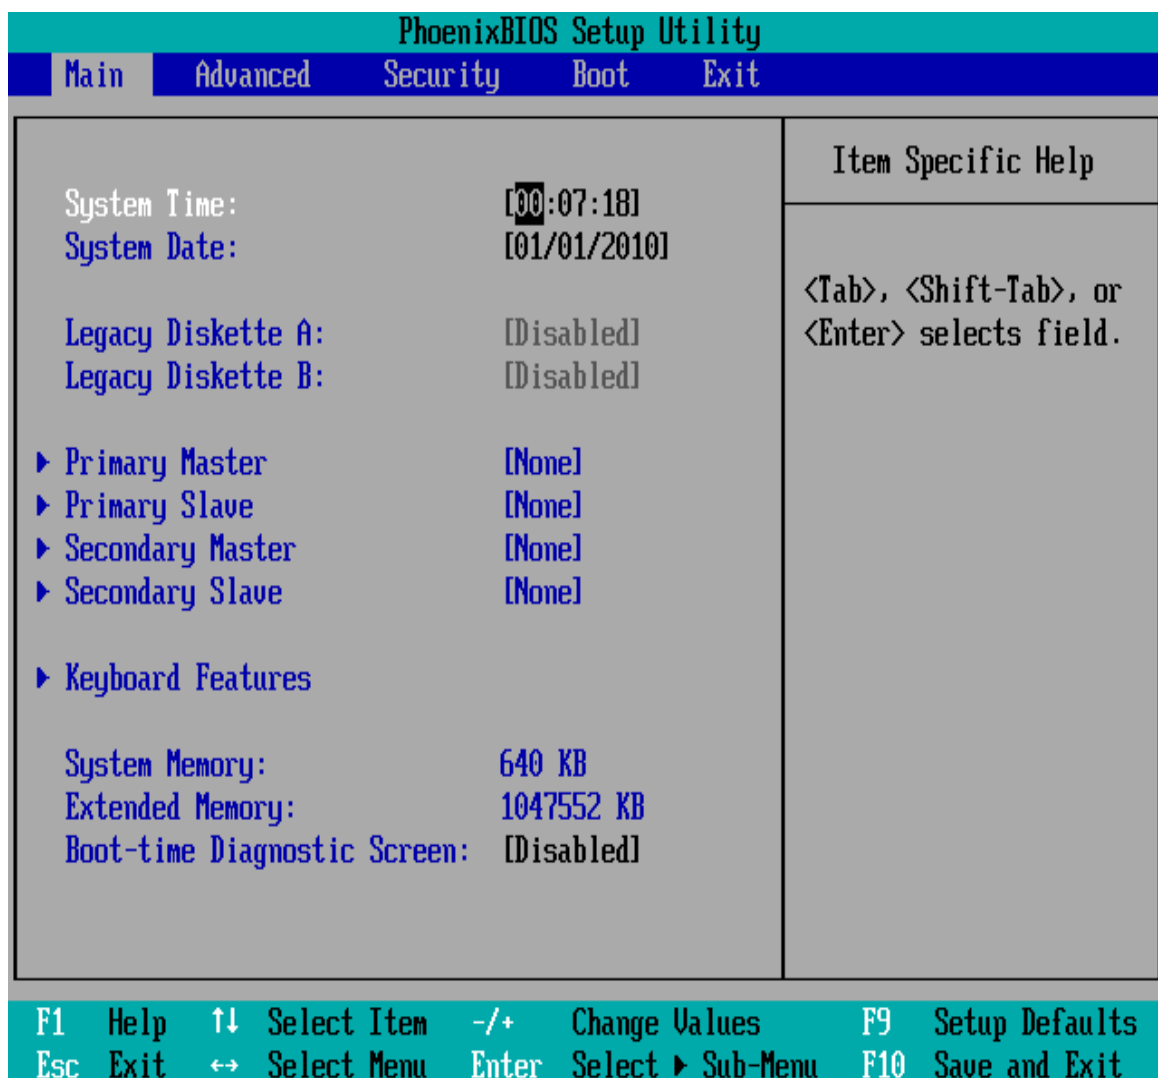 PhoenixBIOS Setup Utility
Main Advanced Security Boot Exit
Item Specific Help
System Time: [00:07:18]
System Date: [01/01/2010]
<Tab>, <Shift-Tab>, or
<Enter> selects field.
Legacy Diskette A: [Disabled]
Legacy Diskette B: [Disabled]
▶ Primary Master [None]
▶ Primary Slave [None]
▶ Secondary Master [None]
▶ Secondary Slave [None]
▶ Keyboard Features
System Memory: 640 KB
Extended Memory: 1047552 KB
Boot-time Diagnostic Screen: [Disabled]
F1 Help ↑↓ Select Item -/+ Change Values F9 Setup Defaults
Esc Exit ↔ Select Menu Enter Select ▶ Sub-Menu F10 Save and Exit